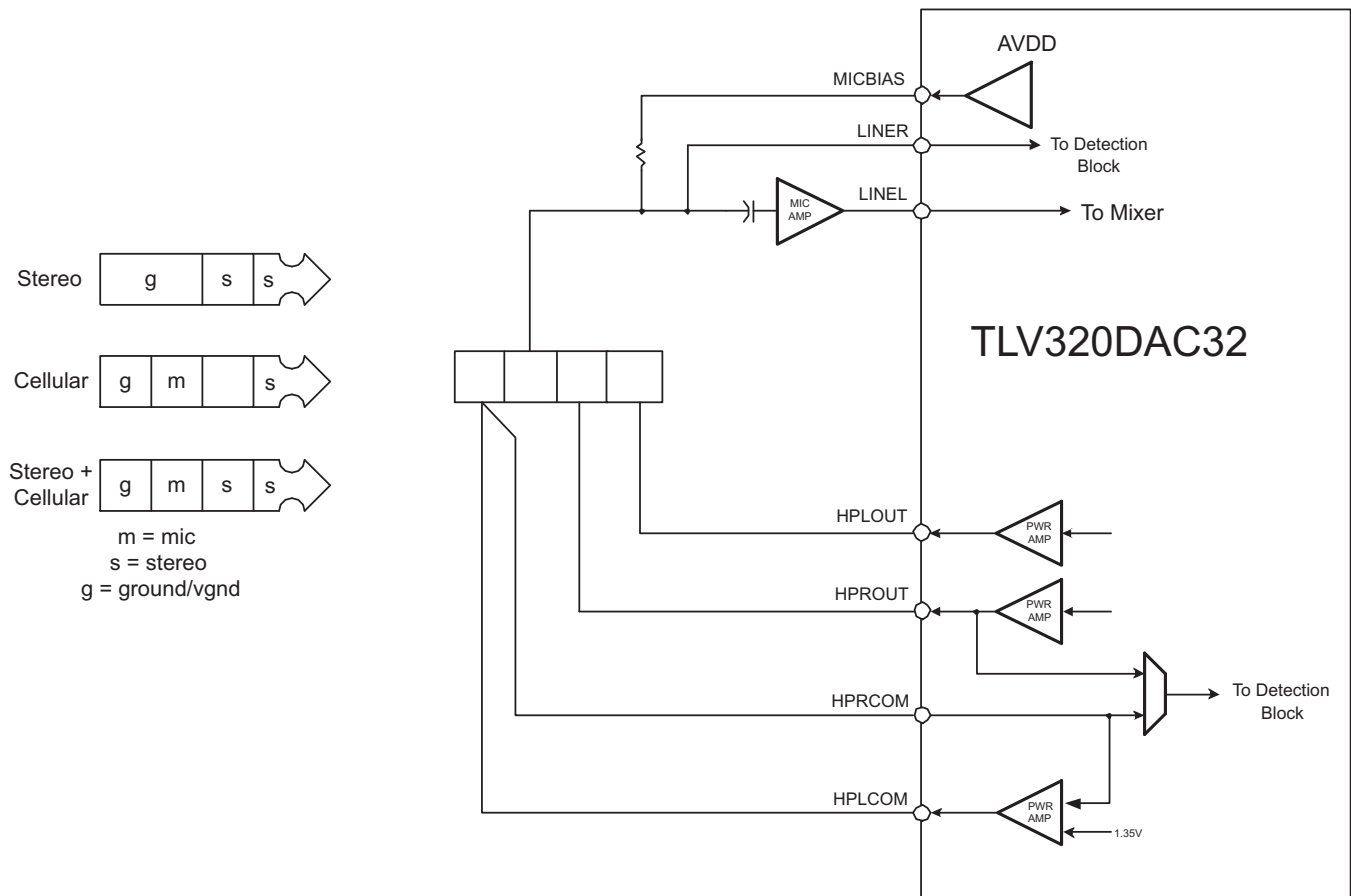 AVDD
MICBIAS
LINER
To Detection
Block
LINEL
MIC
AMP
To Mixer
Stereo
g
s
s
TLV320DAC32
Cellular
g
m
s
Stereo +
Cellular
g
m
s
s
m = mic
s = stereo
g = ground/vgnd
HPLOUT
PWR
AMP
HPROUT
PWR
AMP
HPRCOM
To Detection
Block
HPLCOM
PWR
AMP
1.35V